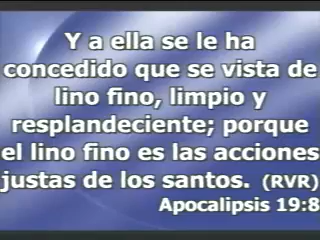 Y a ella se le ha
concedido que se vista de
lino fino, limpio y
resplandeciente; porque
el lino fino es las acciones
justas de los santos. (RVR)
Apocalipsis 19:8